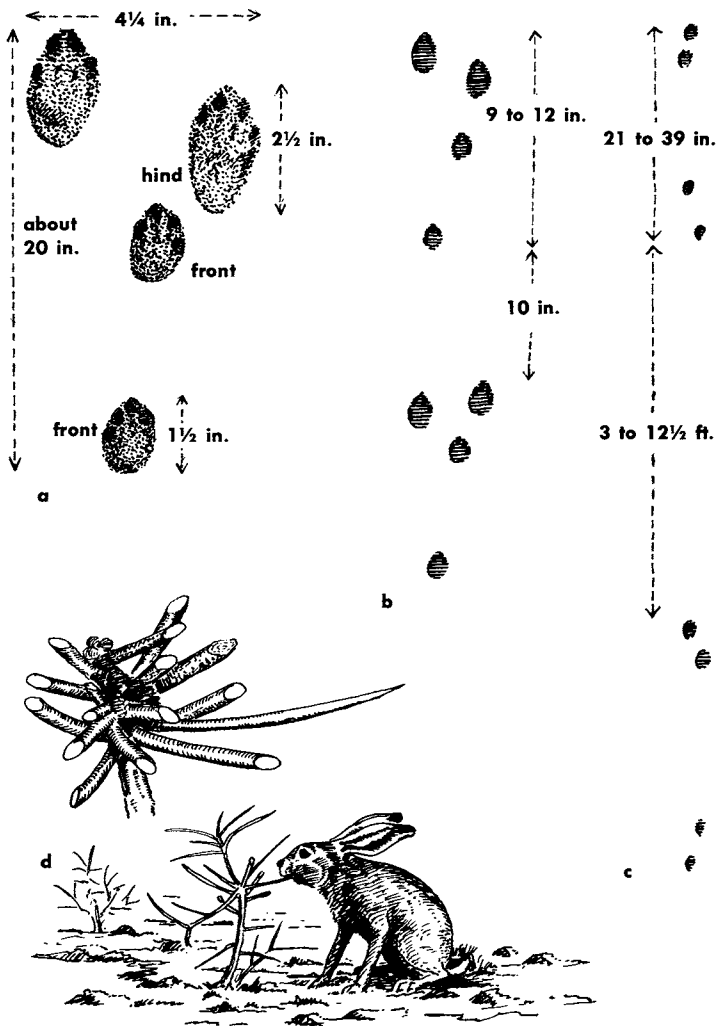 4¼ in.
9 to 12 in.
21 to 39 in.
2½ in.
hind
about
20 in.
front
10 in.
front
1½ in.
3 to 12½ ft.
a
b
d
c